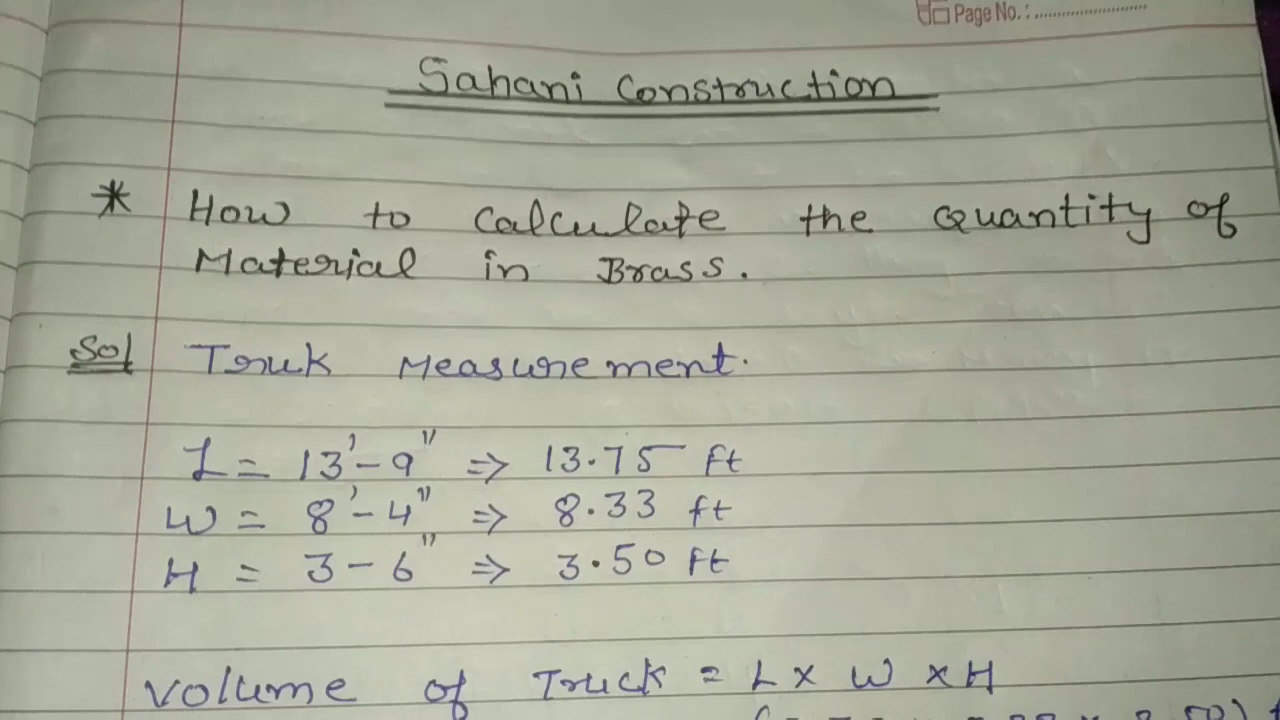 Page No. :
Sahani Construction
* How to Calculate the Quantity of
Material in Brass.
Sol Truk Measurement.
L = 13'-9" => 13.75 ft
W = 8'-4" => 8.33 ft
H = 3-6" => 3.50 ft
Volume of Truck = L x W x H